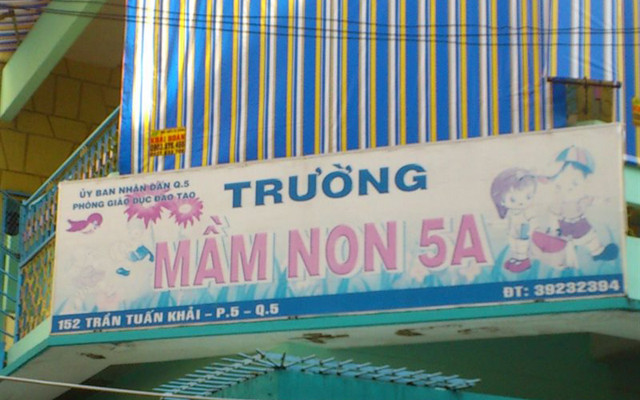 ỦY BAN NHÂN DÂN Q.5
PHÒNG GIÁO DỤC ĐÀO TẠO
TRƯỜNG
MẦM NON 5A
152 TRẦN TUẤN KHẢI - P.5 - Q.5
ĐT: 39232394